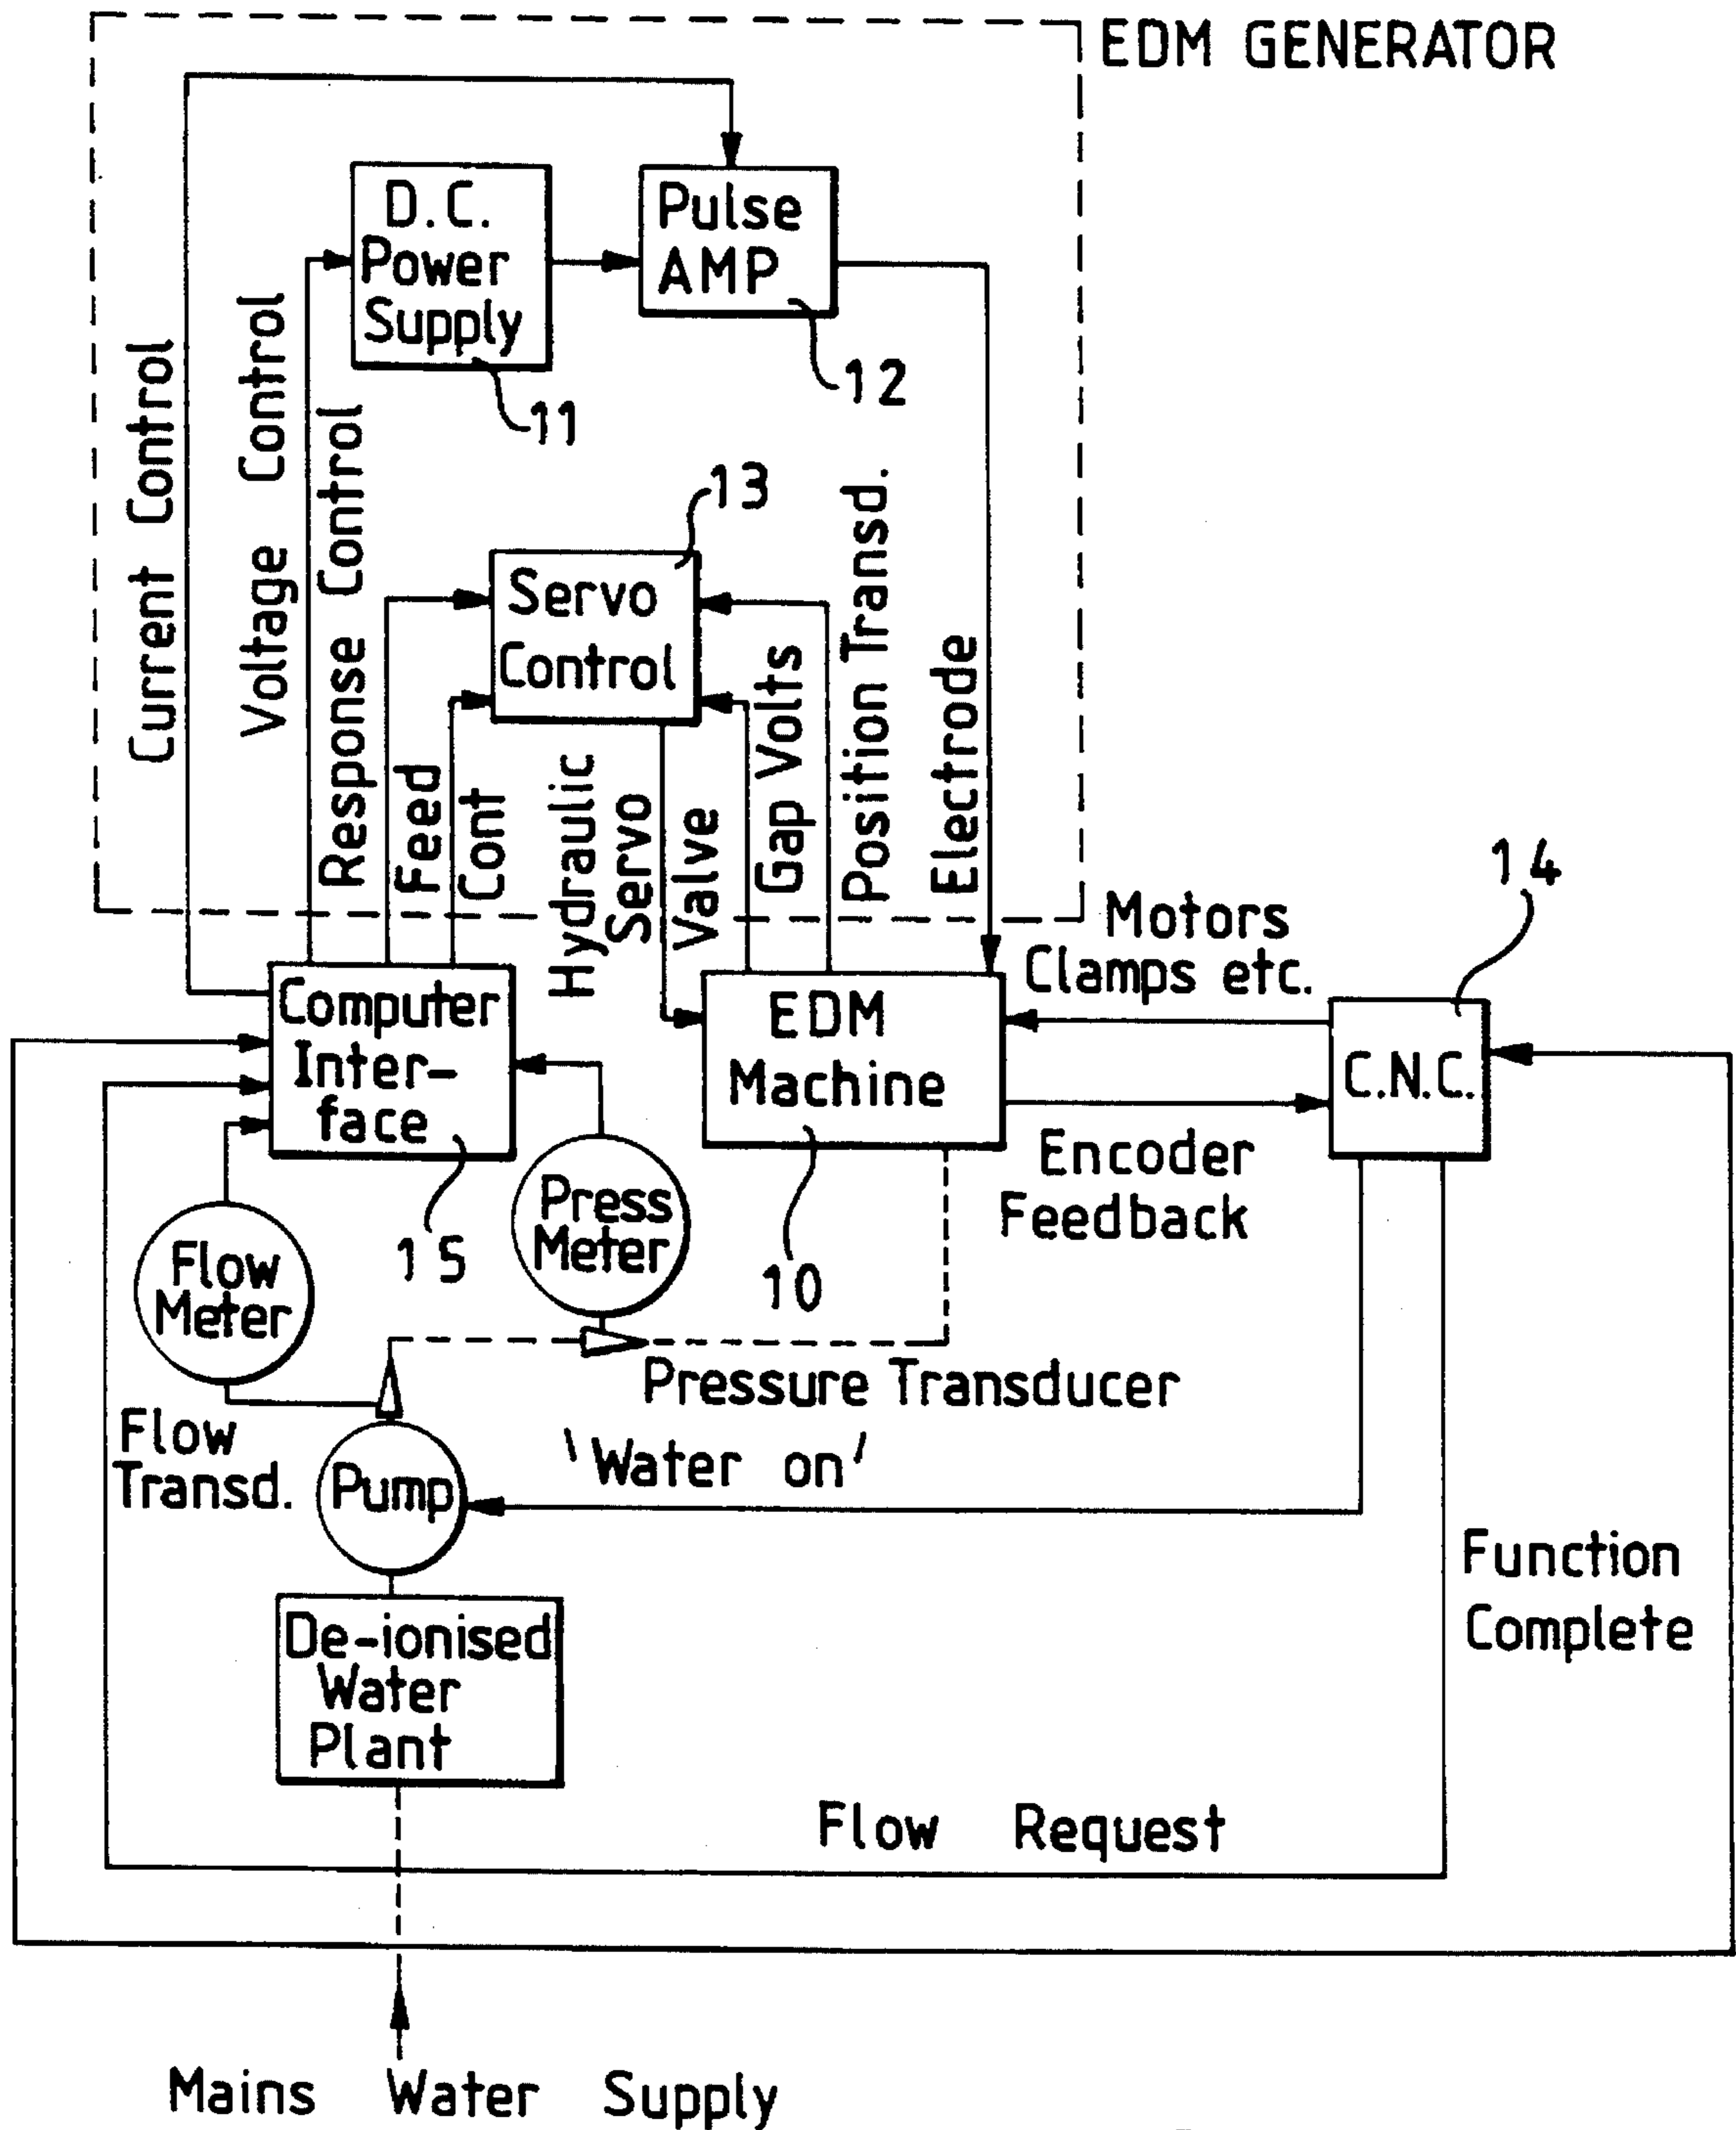 EDM GENERATOR
D.C.
Power
Supply
11
Pulse
AMP
12
Current Control
Voltage Control
Response Control
Feed
Cont
13
Servo
Control
Hydraulic
Servo
Valve
Gap Volts
Position Transd.
Electrode
Motors
Clamps etc.
14
Computer
Inter-
face
15
EDM
Machine
10
C.N.C.
Encoder
Feedback
Press
Meter
Flow
Meter
Pressure Transducer
Flow
Transd.
'Water on'
Pump
Function
Complete
De-ionised
Water
Plant
Flow Request
Mains Water Supply